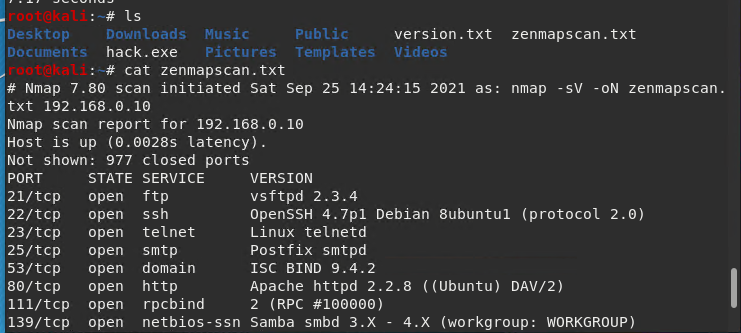 root@kali:~# ls
Desktop    Downloads  Music     Public     version.txt  zenmapscan.txt
Documents  hack.exe   Pictures  Templates  Videos
root@kali:~# cat zenmapscan.txt
# Nmap 7.80 scan initiated Sat Sep 25 14:24:15 2021 as: nmap -sV -oN zenmapscan.
txt 192.168.0.10
Nmap scan report for 192.168.0.10
Host is up (0.0028s latency).
Not shown: 977 closed ports
PORT     STATE SERVICE     VERSION
21/tcp   open  ftp         vsftpd 2.3.4
22/tcp   open  ssh         OpenSSH 4.7p1 Debian 8ubuntu1 (protocol 2.0)
23/tcp   open  telnet      Linux telnetd
25/tcp   open  smtp        Postfix smtpd
53/tcp   open  domain      ISC BIND 9.4.2
80/tcp   open  http        Apache httpd 2.2.8 ((Ubuntu) DAV/2)
111/tcp  open  rpcbind     2 (RPC #100000)
139/tcp  open  netbios-ssn Samba smbd 3.X - 4.X (workgroup: WORKGROUP)